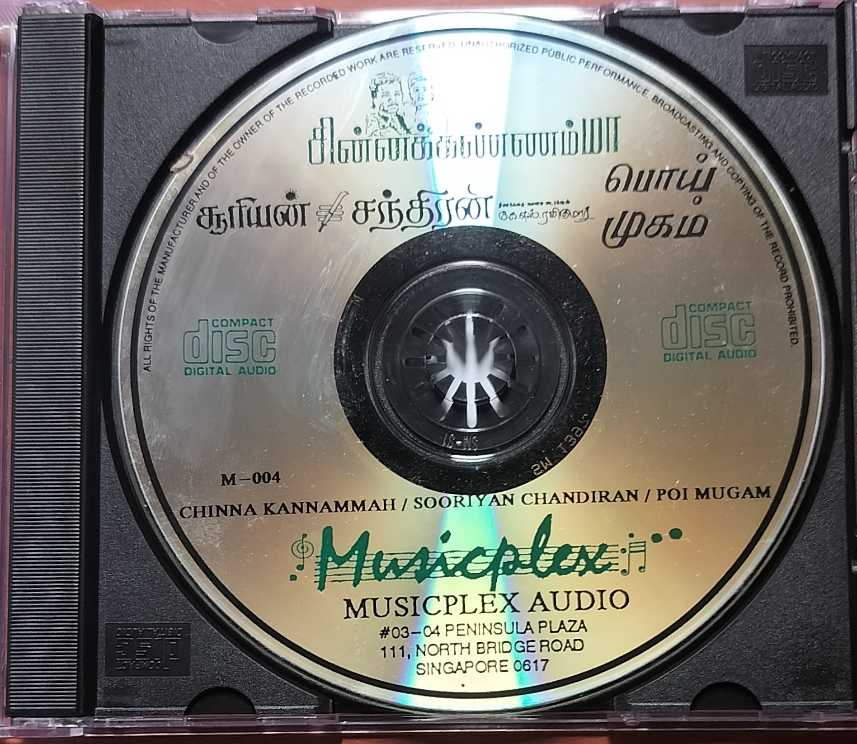 ALL RIGHTS OF THE MANUFACTURER AND OF THE OWNER OF THE RECORDED WORK ARE RESERVED. UNAUTHORIZED PUBLIC PERFORMANCE, BROADCASTING AND COPYING OF THE RECORD PROHIBITED.
சின்னக்கண்ணம்மா
சூரியன் சந்திரன்
பொய்
முகம்
COMPACT
disc
DIGITAL AUDIO
COMPACT
disc
DIGITAL AUDIO
M-004
CHINNA KANNAMMAH / SOORIYAN CHANDIRAN / POI MUGAM
Musicplex
MUSICPLEX AUDIO
#03-04 PENINSULA PLAZA
111, NORTH BRIDGE ROAD
SINGAPORE 0617